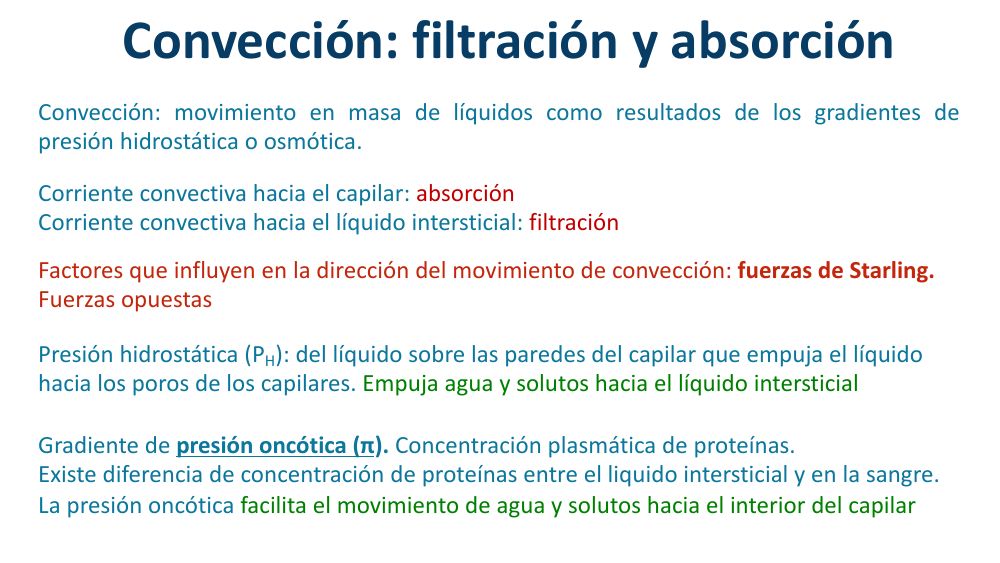 Convección: filtración y absorción
Convección: movimiento en masa de líquidos como resultados de los gradientes de
presión hidrostática o osmótica.
Corriente convectiva hacia el capilar: absorción
Corriente convectiva hacia el líquido intersticial: filtración
Factores que influyen en la dirección del movimiento de convección: fuerzas de Starling.
Fuerzas opuestas
Presión hidrostática (PH): del líquido sobre las paredes del capilar que empuja el líquido
hacia los poros de los capilares. Empuja agua y solutos hacia el líquido intersticial
Gradiente de presión oncótica (π). Concentración plasmática de proteínas.
Existe diferencia de concentración de proteínas entre el liquido intersticial y en la sangre.
La presión oncótica facilita el movimiento de agua y solutos hacia el interior del capilar